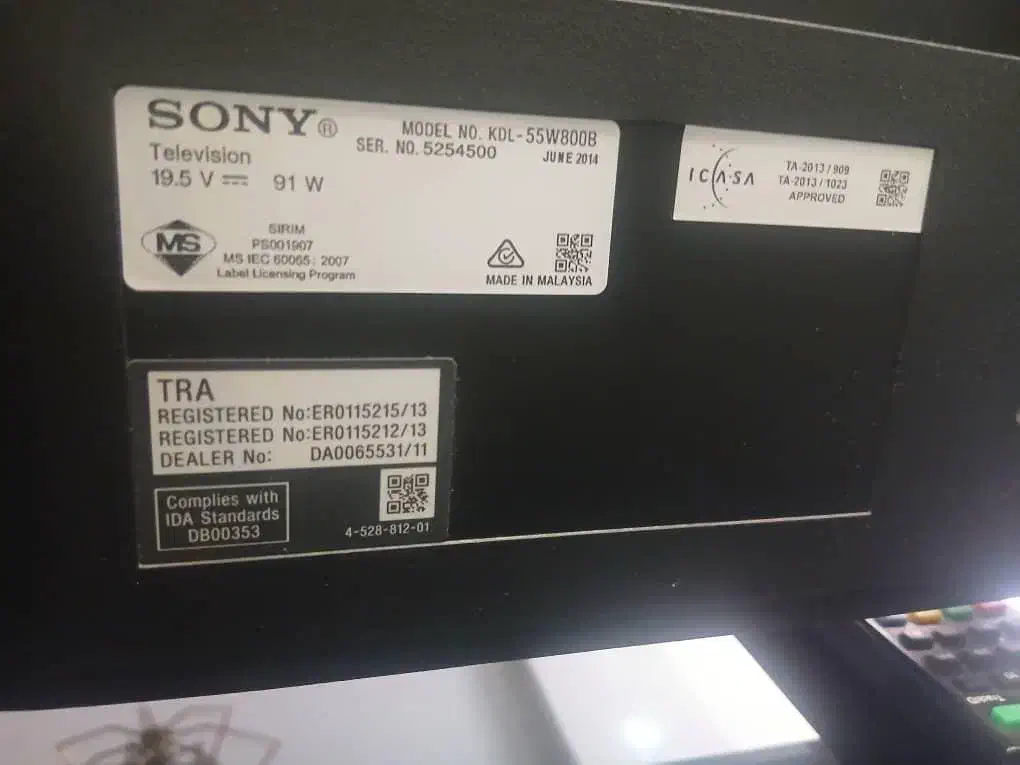 SONY®
MODEL NO. KDL-55W800B
SER. NO. 5254500
JUNE 2014
Television
19.5 V ⎓ 91 W
MS
SIRIM
PS001907
MS IEC 60065: 2007
Label Licensing Program
MADE IN MALAYSIA
ICASA
TA-2013/909
TA-2013/1023
APPROVED
TRA
REGISTERED No:ER0115215/13
REGISTERED No:ER0115212/13
DEALER No: DA0065531/11
Complies with
IDA Standards
DB00353
4-528-812-01